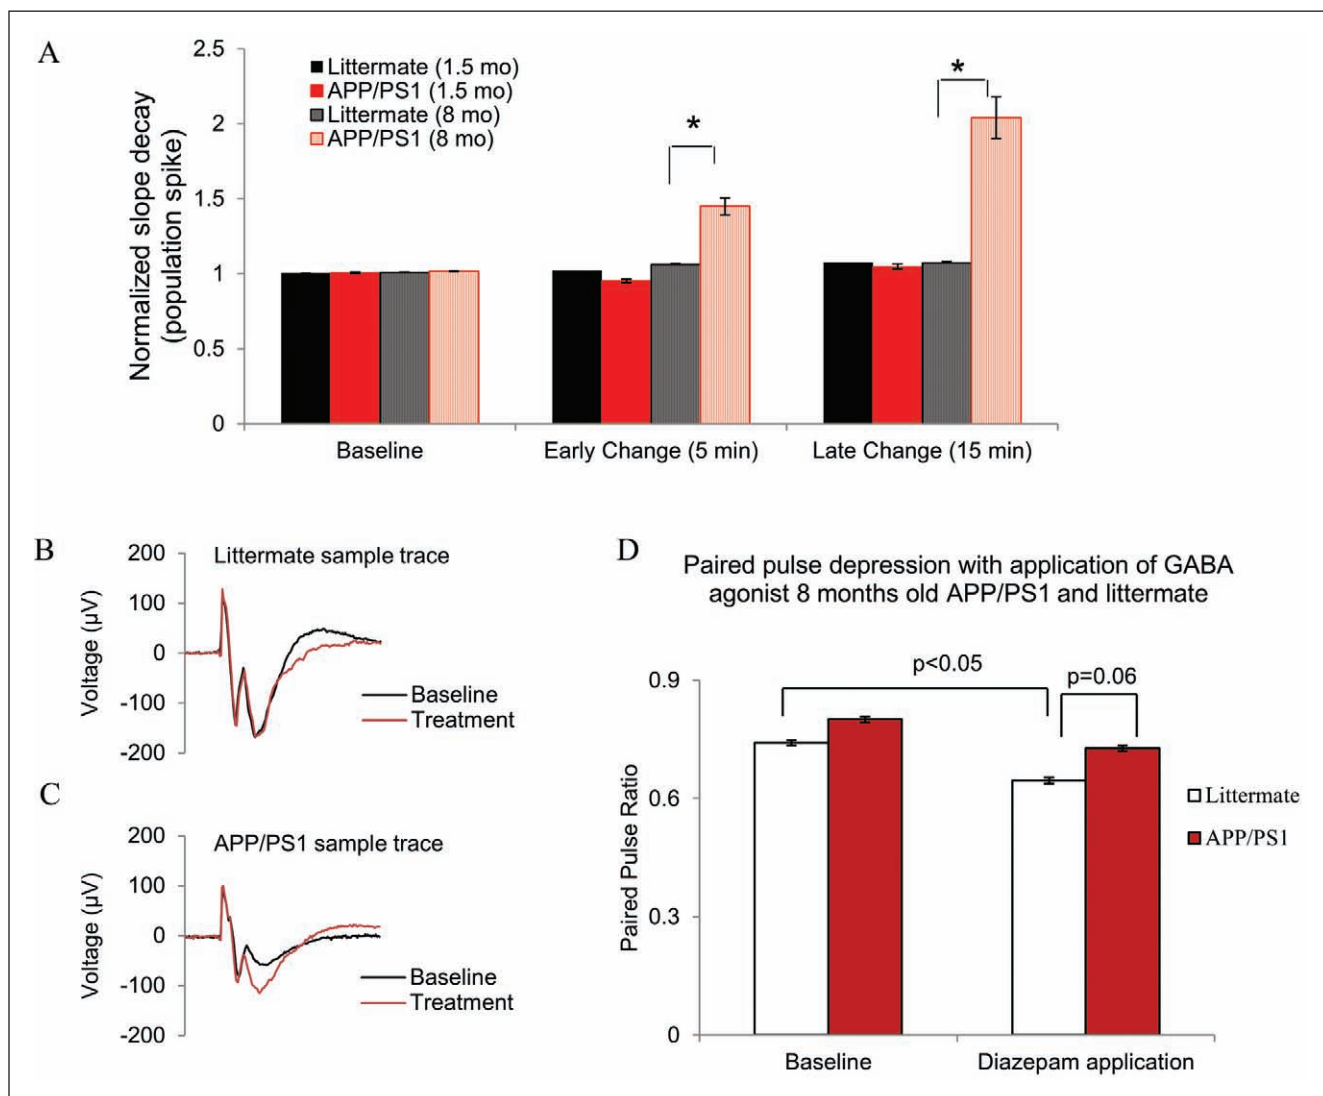 A
2.5
2
1.5
1
0.5
0
Normalized slope decay
(population spike)
Littermate (1.5 mo)
APP/PS1 (1.5 mo)
Littermate (8 mo)
APP/PS1 (8 mo)
*
*
Baseline
Early Change (5 min)
Late Change (15 min)
B
Littermate sample trace
200
100
0
-100
-200
Voltage (µV)
Baseline
Treatment
C
APP/PS1 sample trace
200
100
0
-100
-200
Voltage (µV)
Baseline
Treatment
D
Paired pulse depression with application of GABA
agonist 8 months old APP/PS1 and littermate
p<0.05
p=0.06
0.9
0.6
0.3
0
Paired Pulse Ratio
Littermate
APP/PS1
Baseline
Diazepam application